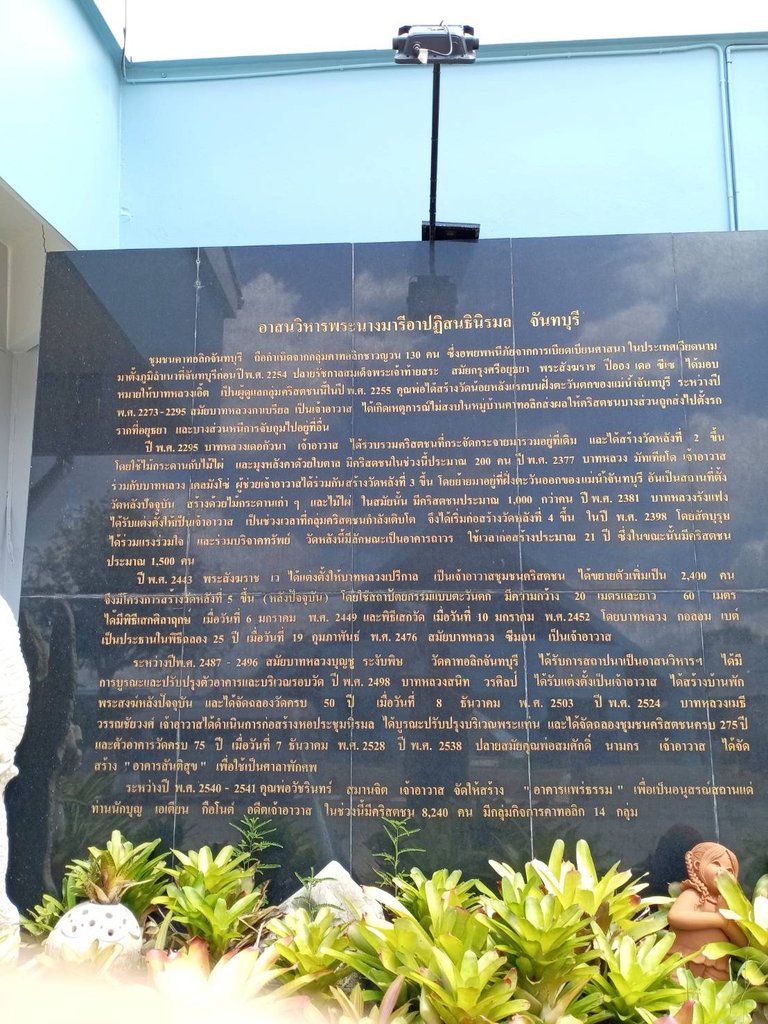 อาสนวิหารพระนางมารีอาปฏิสนธินิรมล จันทบุรี
ชุมชนคาทอลิกจันทบุรี ถือกำเนิดจากกลุ่มคาทอลิกชาวญวน 130 คน ซึ่งอพยพหนีภัยจากการเบียดเบียนศาสนา ในประเทศเวียดนาม
มาตั้งภูมิลำเนาที่จันทบุรีก่อนปี พ.ศ. 2254 ปลายรัชกาลสมเด็จพระเจ้าท้ายสระ สมัยกรุงศรีอยุธยา พระสังฆราช ปีออง เดอ ซีเซ ได้มอบ
หมายให้บาทหลวงเฮิ้ต เป็นผู้ดูแลกลุ่มคริสตชนนี้ในปี พ.ศ. 2255 คุณพ่อได้สร้างวัดน้อยหลังแรกบนฝั่งตะวันตกของแม่น้ำจันทบุรี ระหว่างปี
พ.ศ. 2273-2295 สมัยบาทหลวงกาเบรียล เป็นเจ้าอาวาส ได้เกิดเหตุการณ์ไม่สงบในหมู่บ้านคาทอลิกส่งผลให้คริสตชนบางส่วนถูกส่งไปตั้งรก
รากที่อยุธยา และบางส่วนหนีการจับกุมไปอยู่ที่อื่น
ปี พ.ศ. 2295 บาทหลวงเดอกัวนา เจ้าอาวาส ได้รวบรวมคริสตชนที่กระจัดกระจายมารวมอยู่ที่เดิม และได้สร้างวัดหลังที่ 2 ขึ้น
โดยใช้ไม้กระดานกับไม้ไผ่ และมุงหลังคาด้วยใบตาล มีคริสตชนในช่วงนี้ประมาณ 200 คน ปี พ.ศ. 2377 บาทหลวง มัทเทียโด เจ้าอาวาส
ร่วมกับบาทหลวง เคลมังโซ่ ผู้ช่วยเจ้าอาวาสได้ร่วมกันสร้างวัดหลังที่ 3 ขึ้น โดยย้ายมาอยู่ที่ฝั่งตะวันออกของแม่น้ำจันทบุรี อันเป็นสถานที่ตั้ง
วัดหลังปัจจุบัน สร้างด้วยไม้กระดานเก่า ๆ และไม้ไผ่ ในสมัยนั้น มีคริสตชนประมาณ 1,000 กว่าคน ปี พ.ศ. 2381 บาทหลวงรังแฟง
ได้รับแต่งตั้งให้เป็นเจ้าอาวาส เป็นช่วงเวลาที่กลุ่มคริสตชนกำลังเติบโต จึงได้เริ่มก่อสร้างวัดหลังที่ 4 ขึ้น ในปี พ.ศ. 2398 โดยสัตบุรุษ
ได้ร่วมแรงร่วมใจ และร่วมบริจาคทรัพย์ วัดหลังนี้มีลักษณะเป็นอาคารถาวร ใช้เวลาก่อสร้างประมาณ 21 ปี ซึ่งในขณะนั้นมีคริสตชน
ประมาณ 1,500 คน
ปี พ.ศ. 2443 พระสังฆราช เว ได้แต่งตั้งให้บาทหลวงเปรีกาล เป็นเจ้าอาวาสชุมชนคริสตชน ได้ขยายตัวเพิ่มเป็น 2,400 คน
จึงมีโครงการสร้างวัดหลังที่ 5 ขึ้น (หลังปัจจุบัน) โดยใช้สถาปัตยกรรมแบบตะวันตก มีความกว้าง 20 เมตรและยาว 60 เมตร
ได้มีพิธีเสกศิลาฤกษ์ เมื่อวันที่ 6 มกราคม พ.ศ. 2449 และพิธีเสกวัด เมื่อวันที่ 10 มกราคม พ.ศ.2452 โดยบาทหลวง กอลอม เบต์
เป็นประธานในพิธีฉลอง 25 ปี เมื่อวันที่ 19 กุมภาพันธ์ พ.ศ. 2476 สมัยบาทหลวง ซีมอน เป็นเจ้าอาวาส
ระหว่างปีพ.ศ. 2487 - 2496 สมัยบาทหลวงบุญชู ระงับพิษ วัดคาทอลิกจันทบุรี ได้รับการสถาปนาเป็นอาสนวิหารฯ ได้มี
การบูรณะและปรับปรุงตัวอาคารและบริเวณรอบวัด ปี พ.ศ. 2498 บาทหลวงสนิท วรศิลป์ ได้รับแต่งตั้งเป็นเจ้าอาวาส ได้สร้างบ้านพัก
พระสงฆ์หลังปัจจุบัน และได้จัดฉลองวัดครบ 50 ปี เมื่อวันที่ 8 ธันวาคม พ.ศ. 2503 ปี พ.ศ. 2524 บาทหลวงเมธี
วรรณชัยวงศ์ เจ้าอาวาสได้ดำเนินการก่อสร้างหอประชุมนิรมล ได้บูรณะปรับปรุงบริเวณพระแท่น และได้จัดฉลองชุมชนคริสตชนครบ 275 ปี
และตัวอาคารวัดครบ 75 ปี เมื่อวันที่ 7 ธันวาคม พ.ศ. 2528 ปี พ.ศ. 2538 ปลายสมัยคุณพ่อสมศักดิ์ นามกร เจ้าอาวาส ได้จัด
สร้าง "อาคารสันติสุข" เพื่อใช้เป็นศาลาพักศพ
ระหว่างปี พ.ศ. 2540 - 2541 คุณพ่อวัชรินทร์ สมานจิต เจ้าอาวาส จัดให้สร้าง "อาคารแพร่ธรรม" เพื่อเป็นอนุสรณ์สถานแด่
ท่านนักบุญ เอเตียน กือโนต์ อดีตเจ้าอาวาส ในช่วงนี้มีคริสตชน 8,240 คน มีกลุ่มกิจการคาทอลิก 14 กลุ่ม